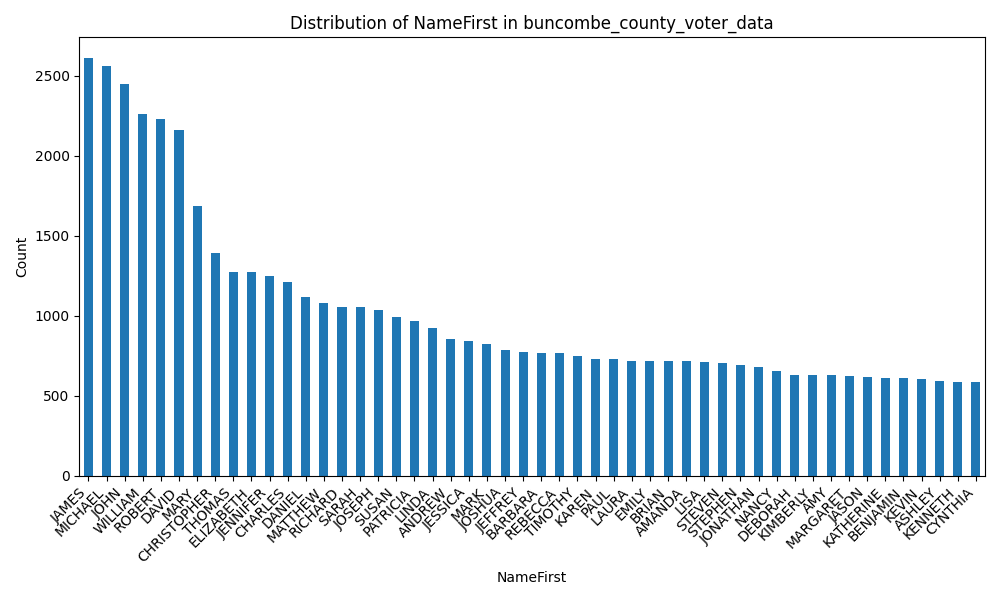 Distribution of NameFirst in buncombe_county_voter_data
Count
2500
2000
1500
1000
500
0
JAMES
MICHAEL
JOHN
WILLIAM
ROBERT
DAVID
MARY
CHRISTOPHER
THOMAS
ELIZABETH
JENNIFER
CHARLES
DANIEL
MATTHEW
RICHARD
SARAH
JOSEPH
SUSAN
PATRICIA
LINDA
ANDREW
JESSICA
MARK
JOSHUA
JEFFREY
BARBARA
REBECCA
TIMOTHY
KAREN
PAUL
LAURA
EMILY
BRIAN
AMANDA
LISA
STEVEN
STEPHEN
JONATHAN
NANCY
DEBORAH
KIMBERLY
AMY
MARGARET
JASON
KATHERINE
BENJAMIN
KEVIN
ASHLEY
KENNETH
CYNTHIA
NameFirst